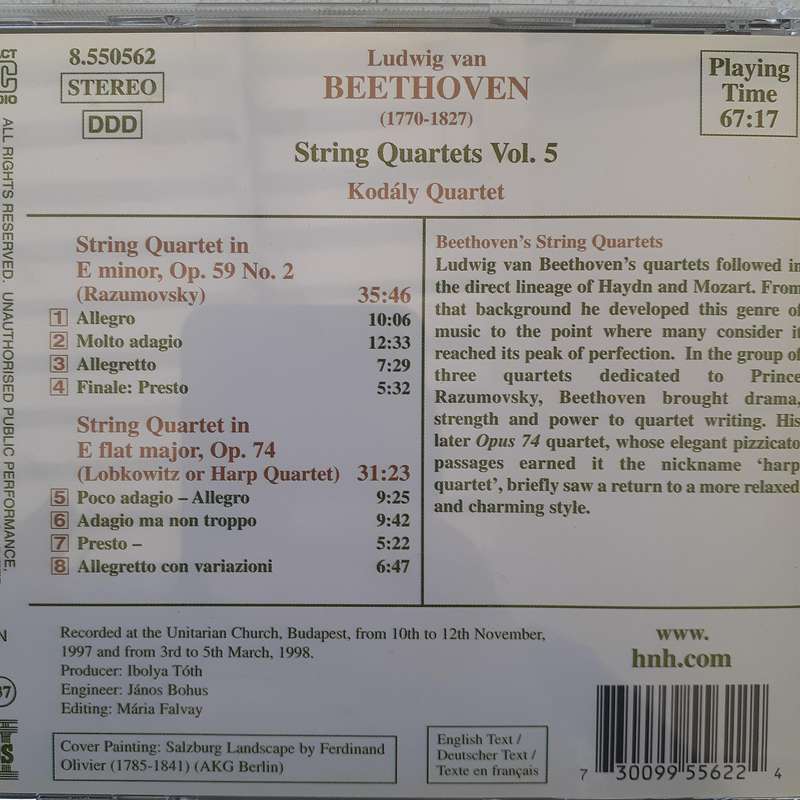 8.550562
STEREO
DDD
Ludwig van
BEETHOVEN
(1770-1827)
String Quartets Vol. 5
Kodály Quartet
Playing
Time
67:17
String Quartet in
E minor, Op. 59 No. 2
(Razumovsky) 35:46
1 Allegro 10:06
2 Molto adagio 12:33
3 Allegretto 7:29
4 Finale: Presto 5:32
String Quartet in
E flat major, Op. 74
(Lobkowitz or Harp Quartet) 31:23
5 Poco adagio – Allegro 9:25
6 Adagio ma non troppo 9:42
7 Presto – 5:22
8 Allegretto con variazioni 6:47
Beethoven's String Quartets
Ludwig van Beethoven's quartets followed in
the direct lineage of Haydn and Mozart. From
that background he developed this genre of
music to the point where many consider it
reached its peak of perfection. In the group of
three quartets dedicated to Prince
Razumovsky, Beethoven brought drama,
strength and power to quartet writing. His
later Opus 74 quartet, whose elegant pizzicato
passages earned it the nickname 'harp
quartet', briefly saw a return to a more relaxed
and charming style.
Recorded at the Unitarian Church, Budapest, from 10th to 12th November,
1997 and from 3rd to 5th March, 1998.
Producer: Ibolya Tóth
Engineer: János Bohus
Editing: Mária Falvay
Cover Painting: Salzburg Landscape by Ferdinand
Olivier (1785-1841) (AKG Berlin)
English Text /
Deutscher Text /
Texte en français
www.
hnh.com
7 30099 55622 4
ALL RIGHTS RESERVED. UNAUTHORISED PUBLIC PERFORMANCE,